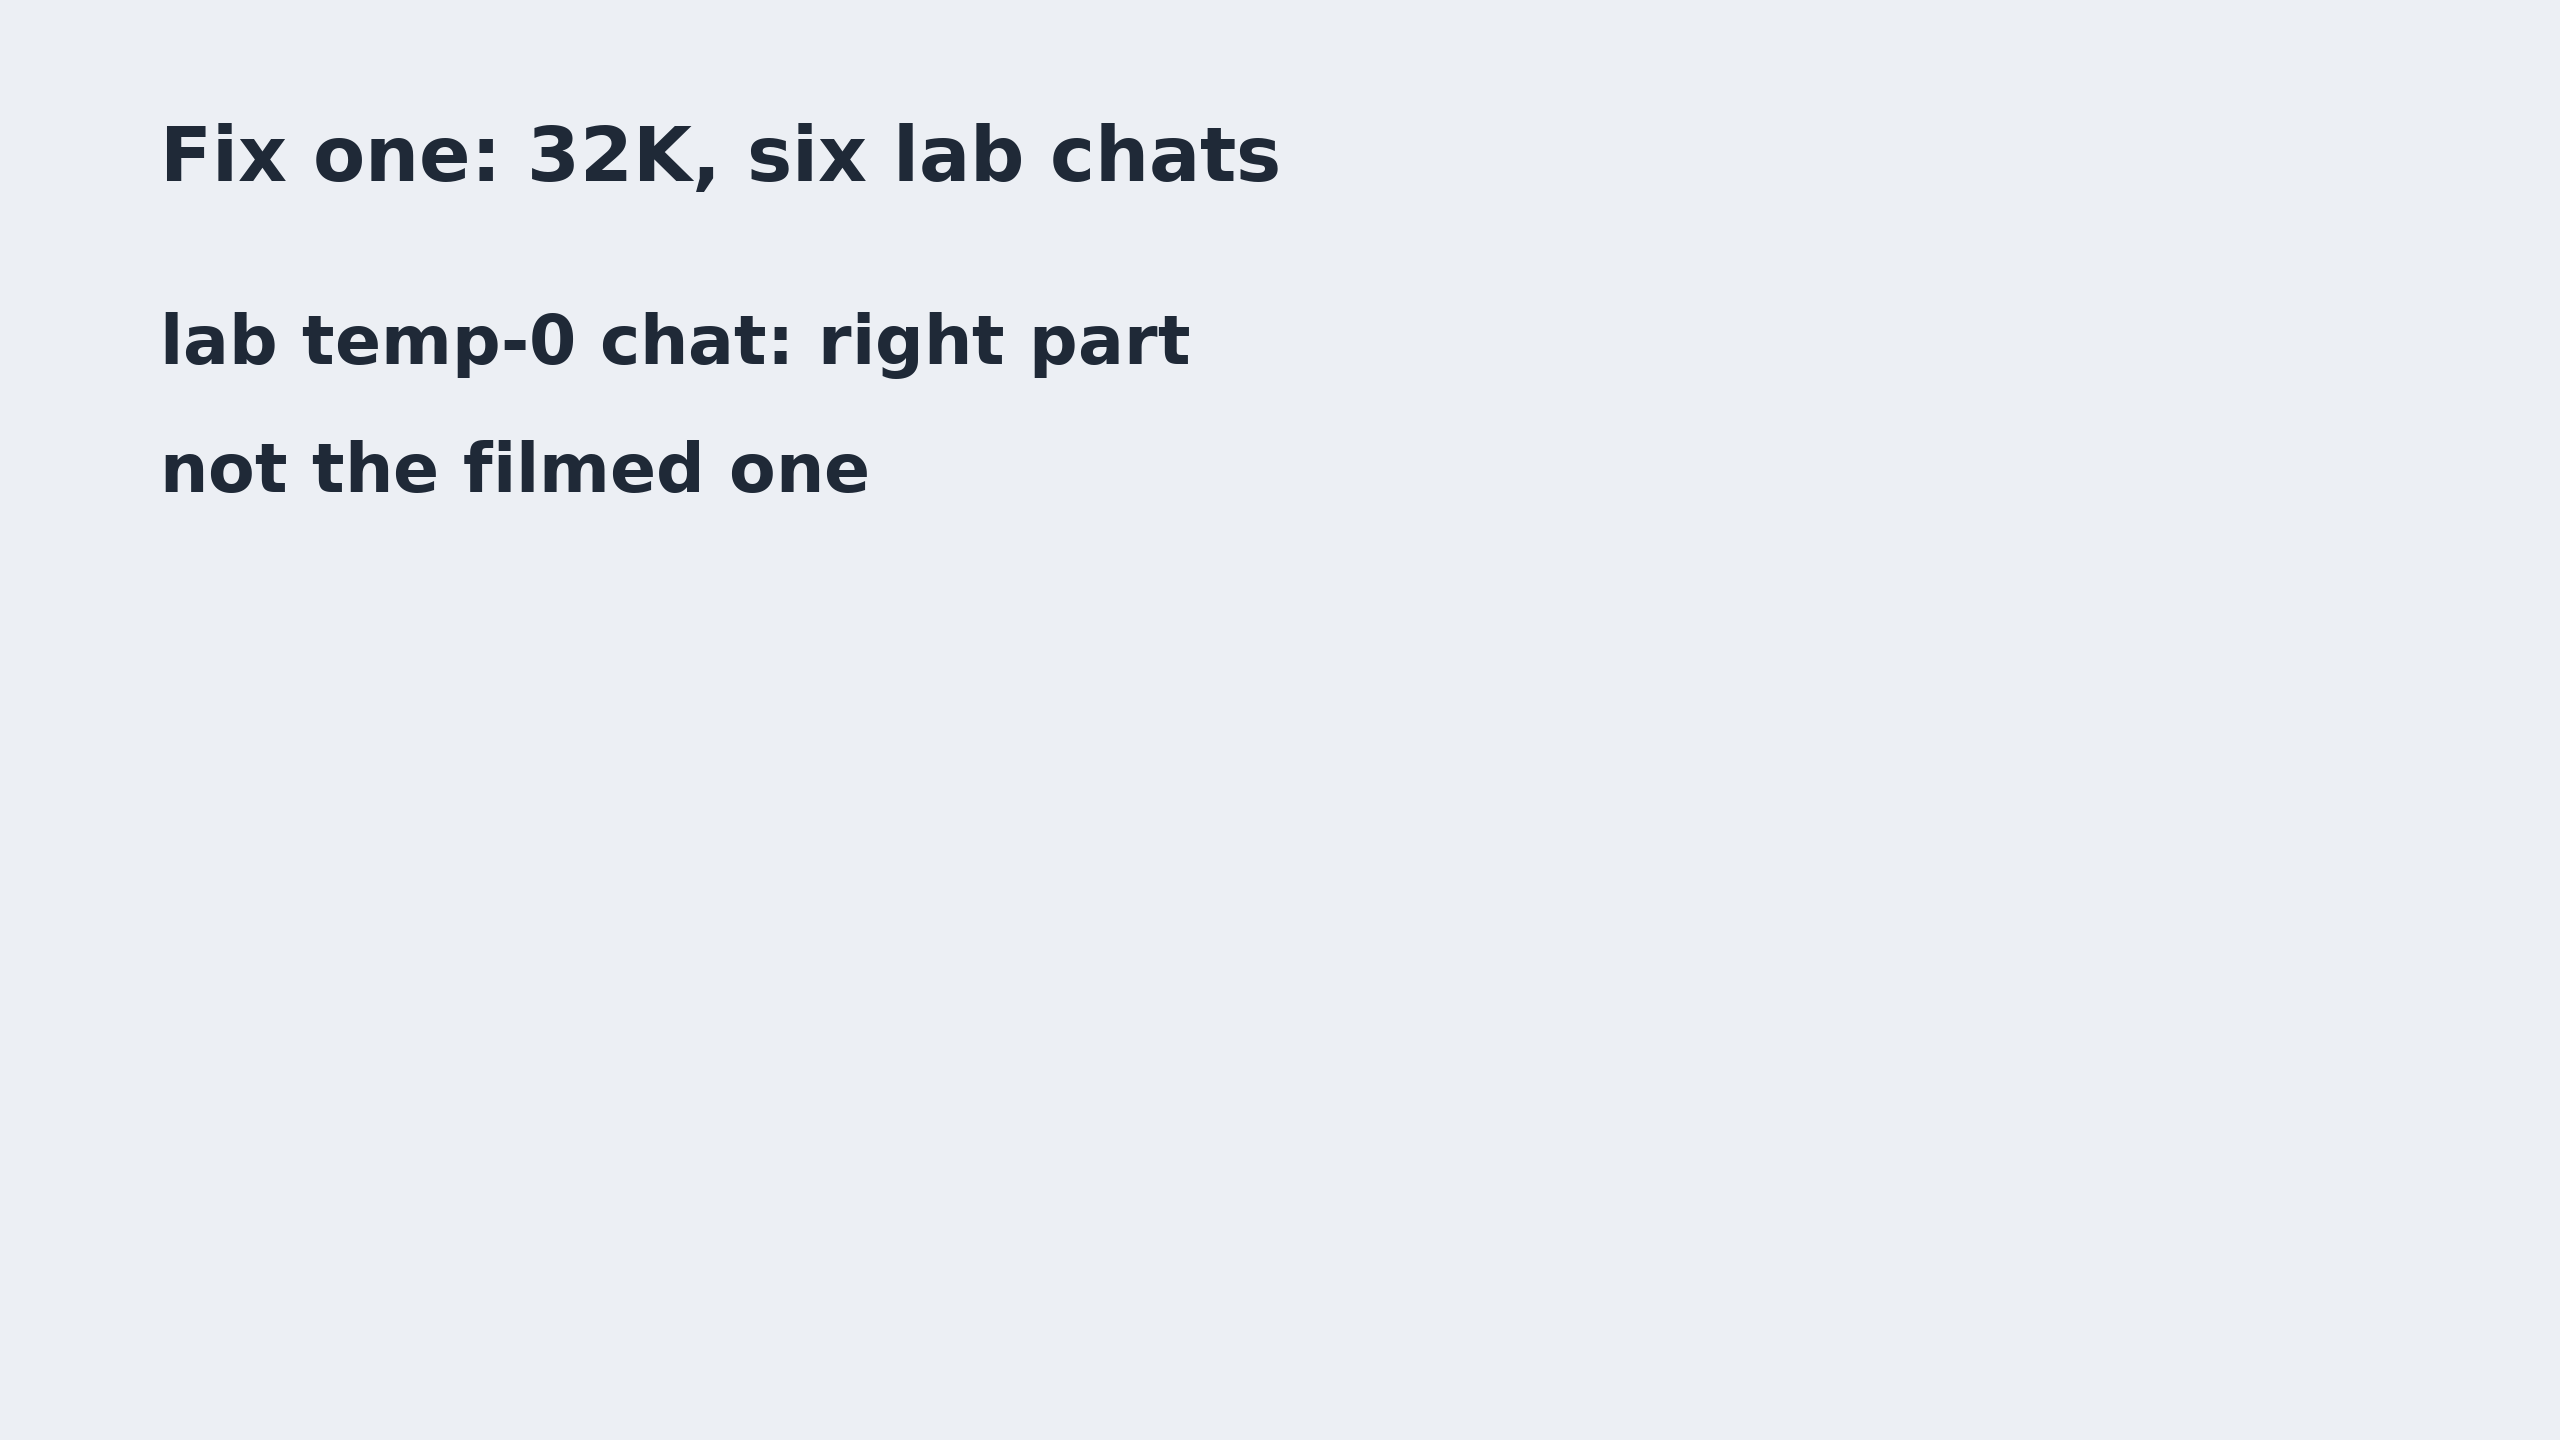 Fix one: 32K, six lab chats
lab temp-0 chat: right part
not the filmed one